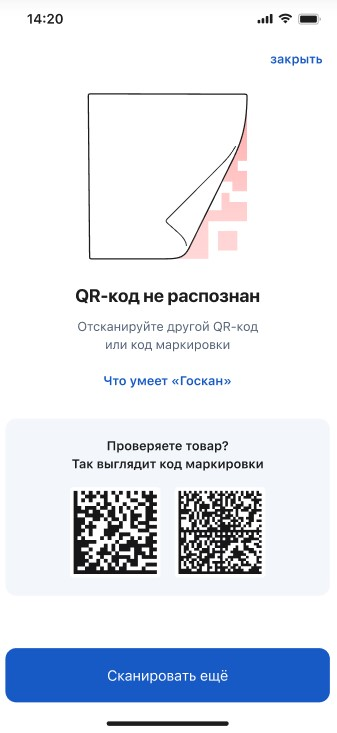 14:20
закрыть
QR-код не распознан
Отсканируйте другой QR-код
или код маркировки
Что умеет «Госкан»
Проверяете товар?
Так выглядит код маркировки
Сканировать ещё